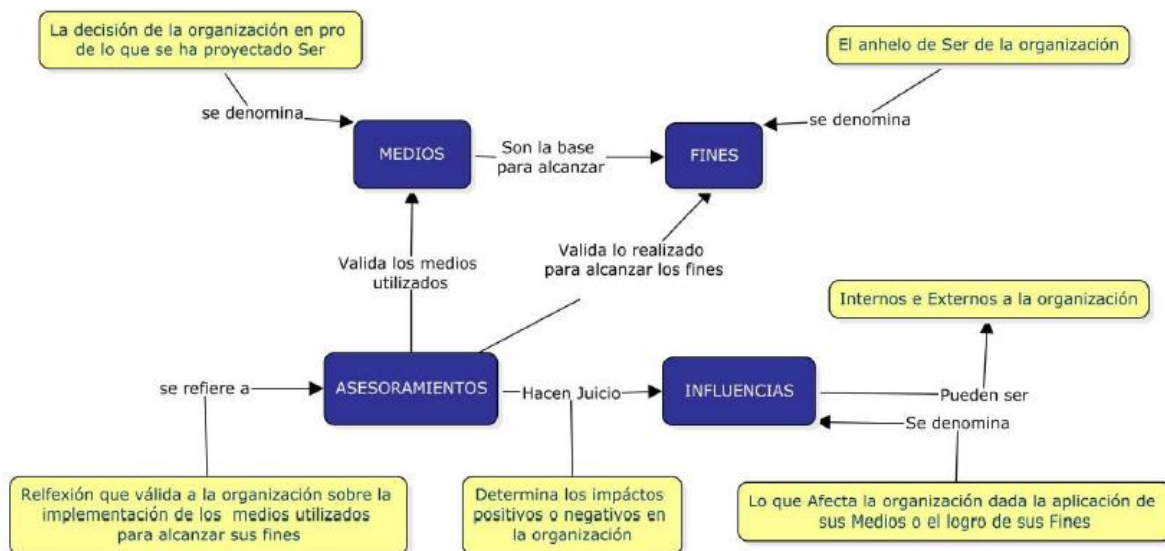 La decisión de la organización en pro
de lo que se ha proyectado Ser
El anhelo de Ser de la organización
se denomina
se denomina
MEDIOS
Son la base
para alcanzar
FINES
Valida los medios
utilizados
Valida lo realizado
para alcanzar los fines
Internos e Externos a la organización
se refiere a
ASESORAMIENTOS
Hacen Juicio
INFLUENCIAS
Pueden ser
Se denomina
Relfexión que válida a la organización sobre la
implementación de los medios utilizados
para alcanzar sus fines
Determina los impáctos
positivos o negativos en
la organización
Lo que Afecta la organización dada la aplicación de
sus Medios o el logro de sus Fines